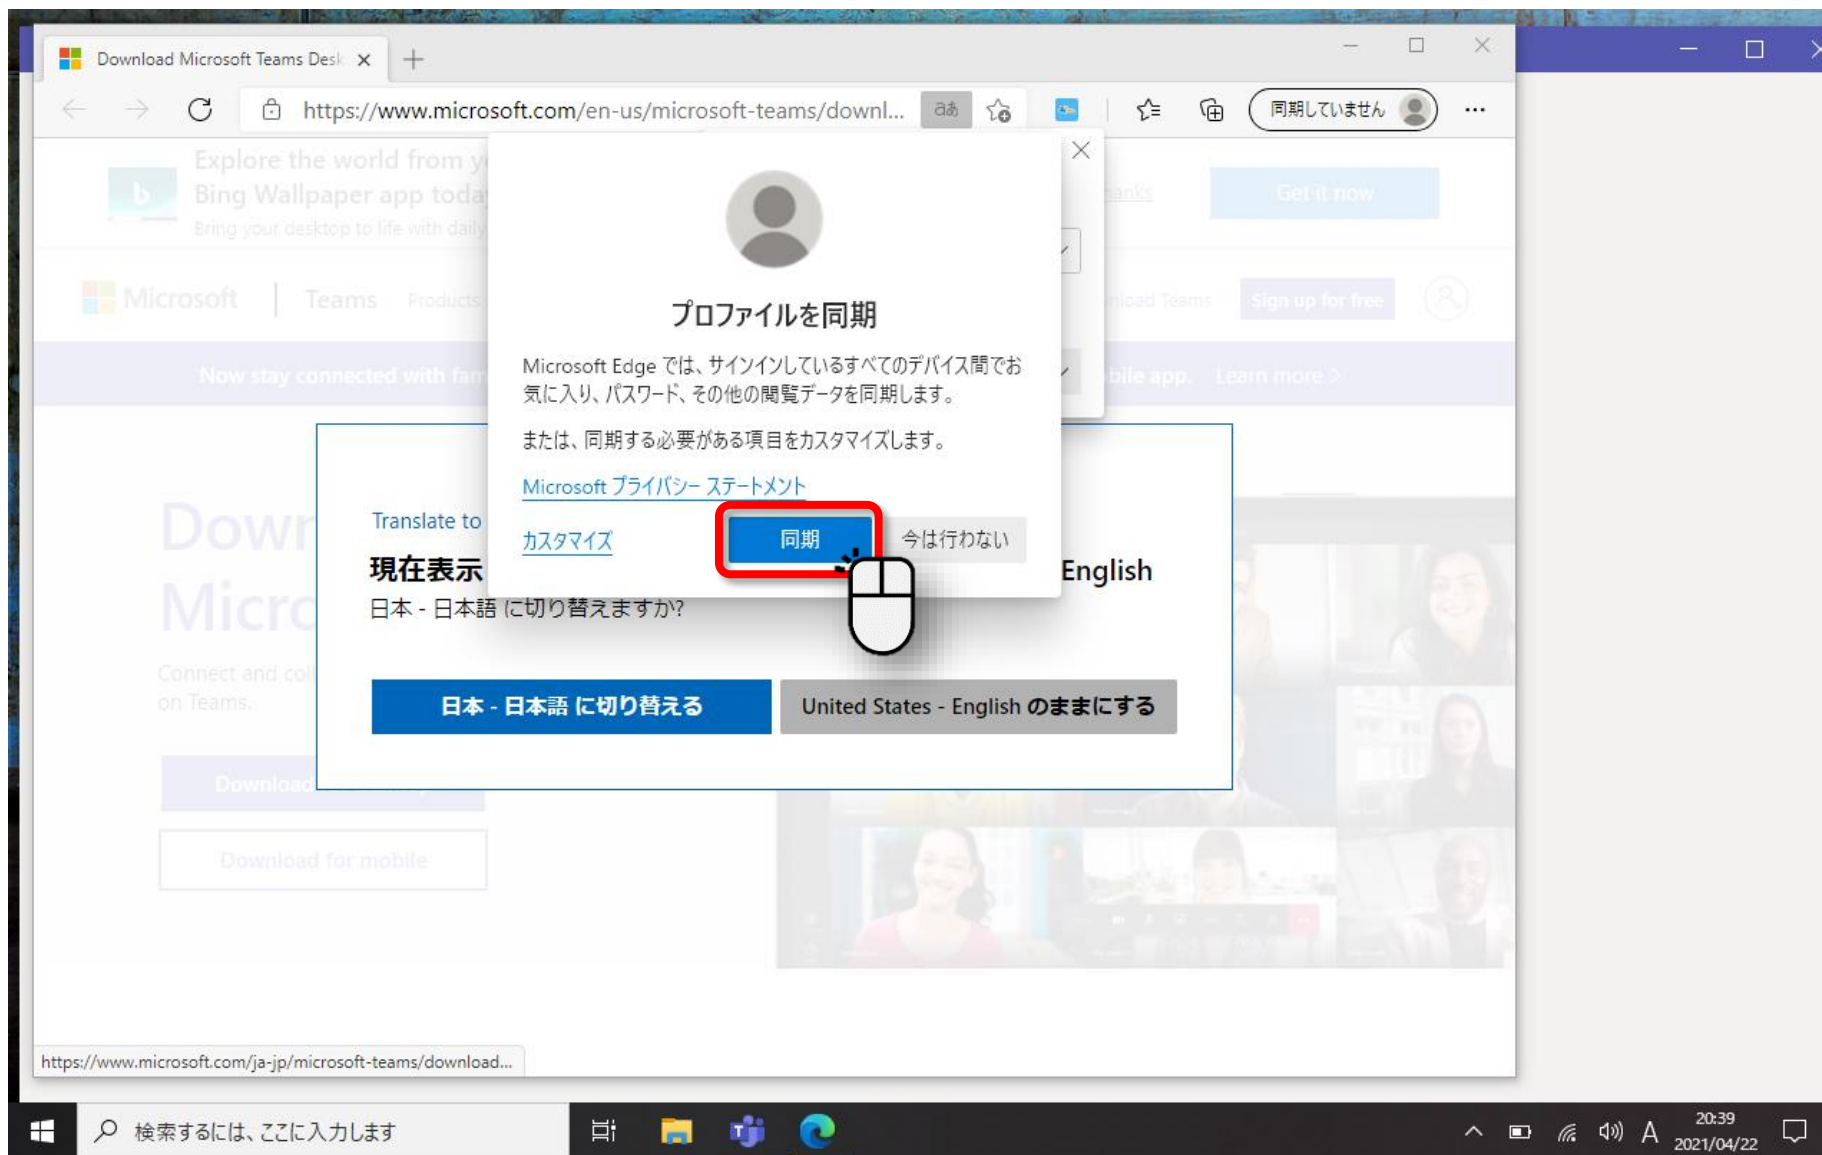 Download Microsoft Teams Desk
https://www.microsoft.com/en-us/microsoft-teams/downl...
aあ
同期していません
Explore the world from y
Bing Wallpaper app toda
Bring your desktop to life with daily
Get it now
Microsoft
Teams
Products
プロファイルを同期
Download Teams
Sign up for free
Microsoft Edge では、サインインしているすべてのデバイス間でお
気に入り、パスワード、その他の閲覧データを同期します。
Now stay connected with fam
bile app. Learn more >
または、同期する必要がある項目をカスタマイズします。
Microsoft プライバシー ステートメント
カスタマイズ
同期
今は行わない
Down
Micro
Translate to
現在表示
English
日本 - 日本語 に切り替えますか?
Connect and coll
on Teams.
日本 - 日本語 に切り替える
United States - English のままにする
Download
Download for mobile
https://www.microsoft.com/ja-jp/microsoft-teams/download...
検索するには、ここに入力します
A
20:39
2021/04/22